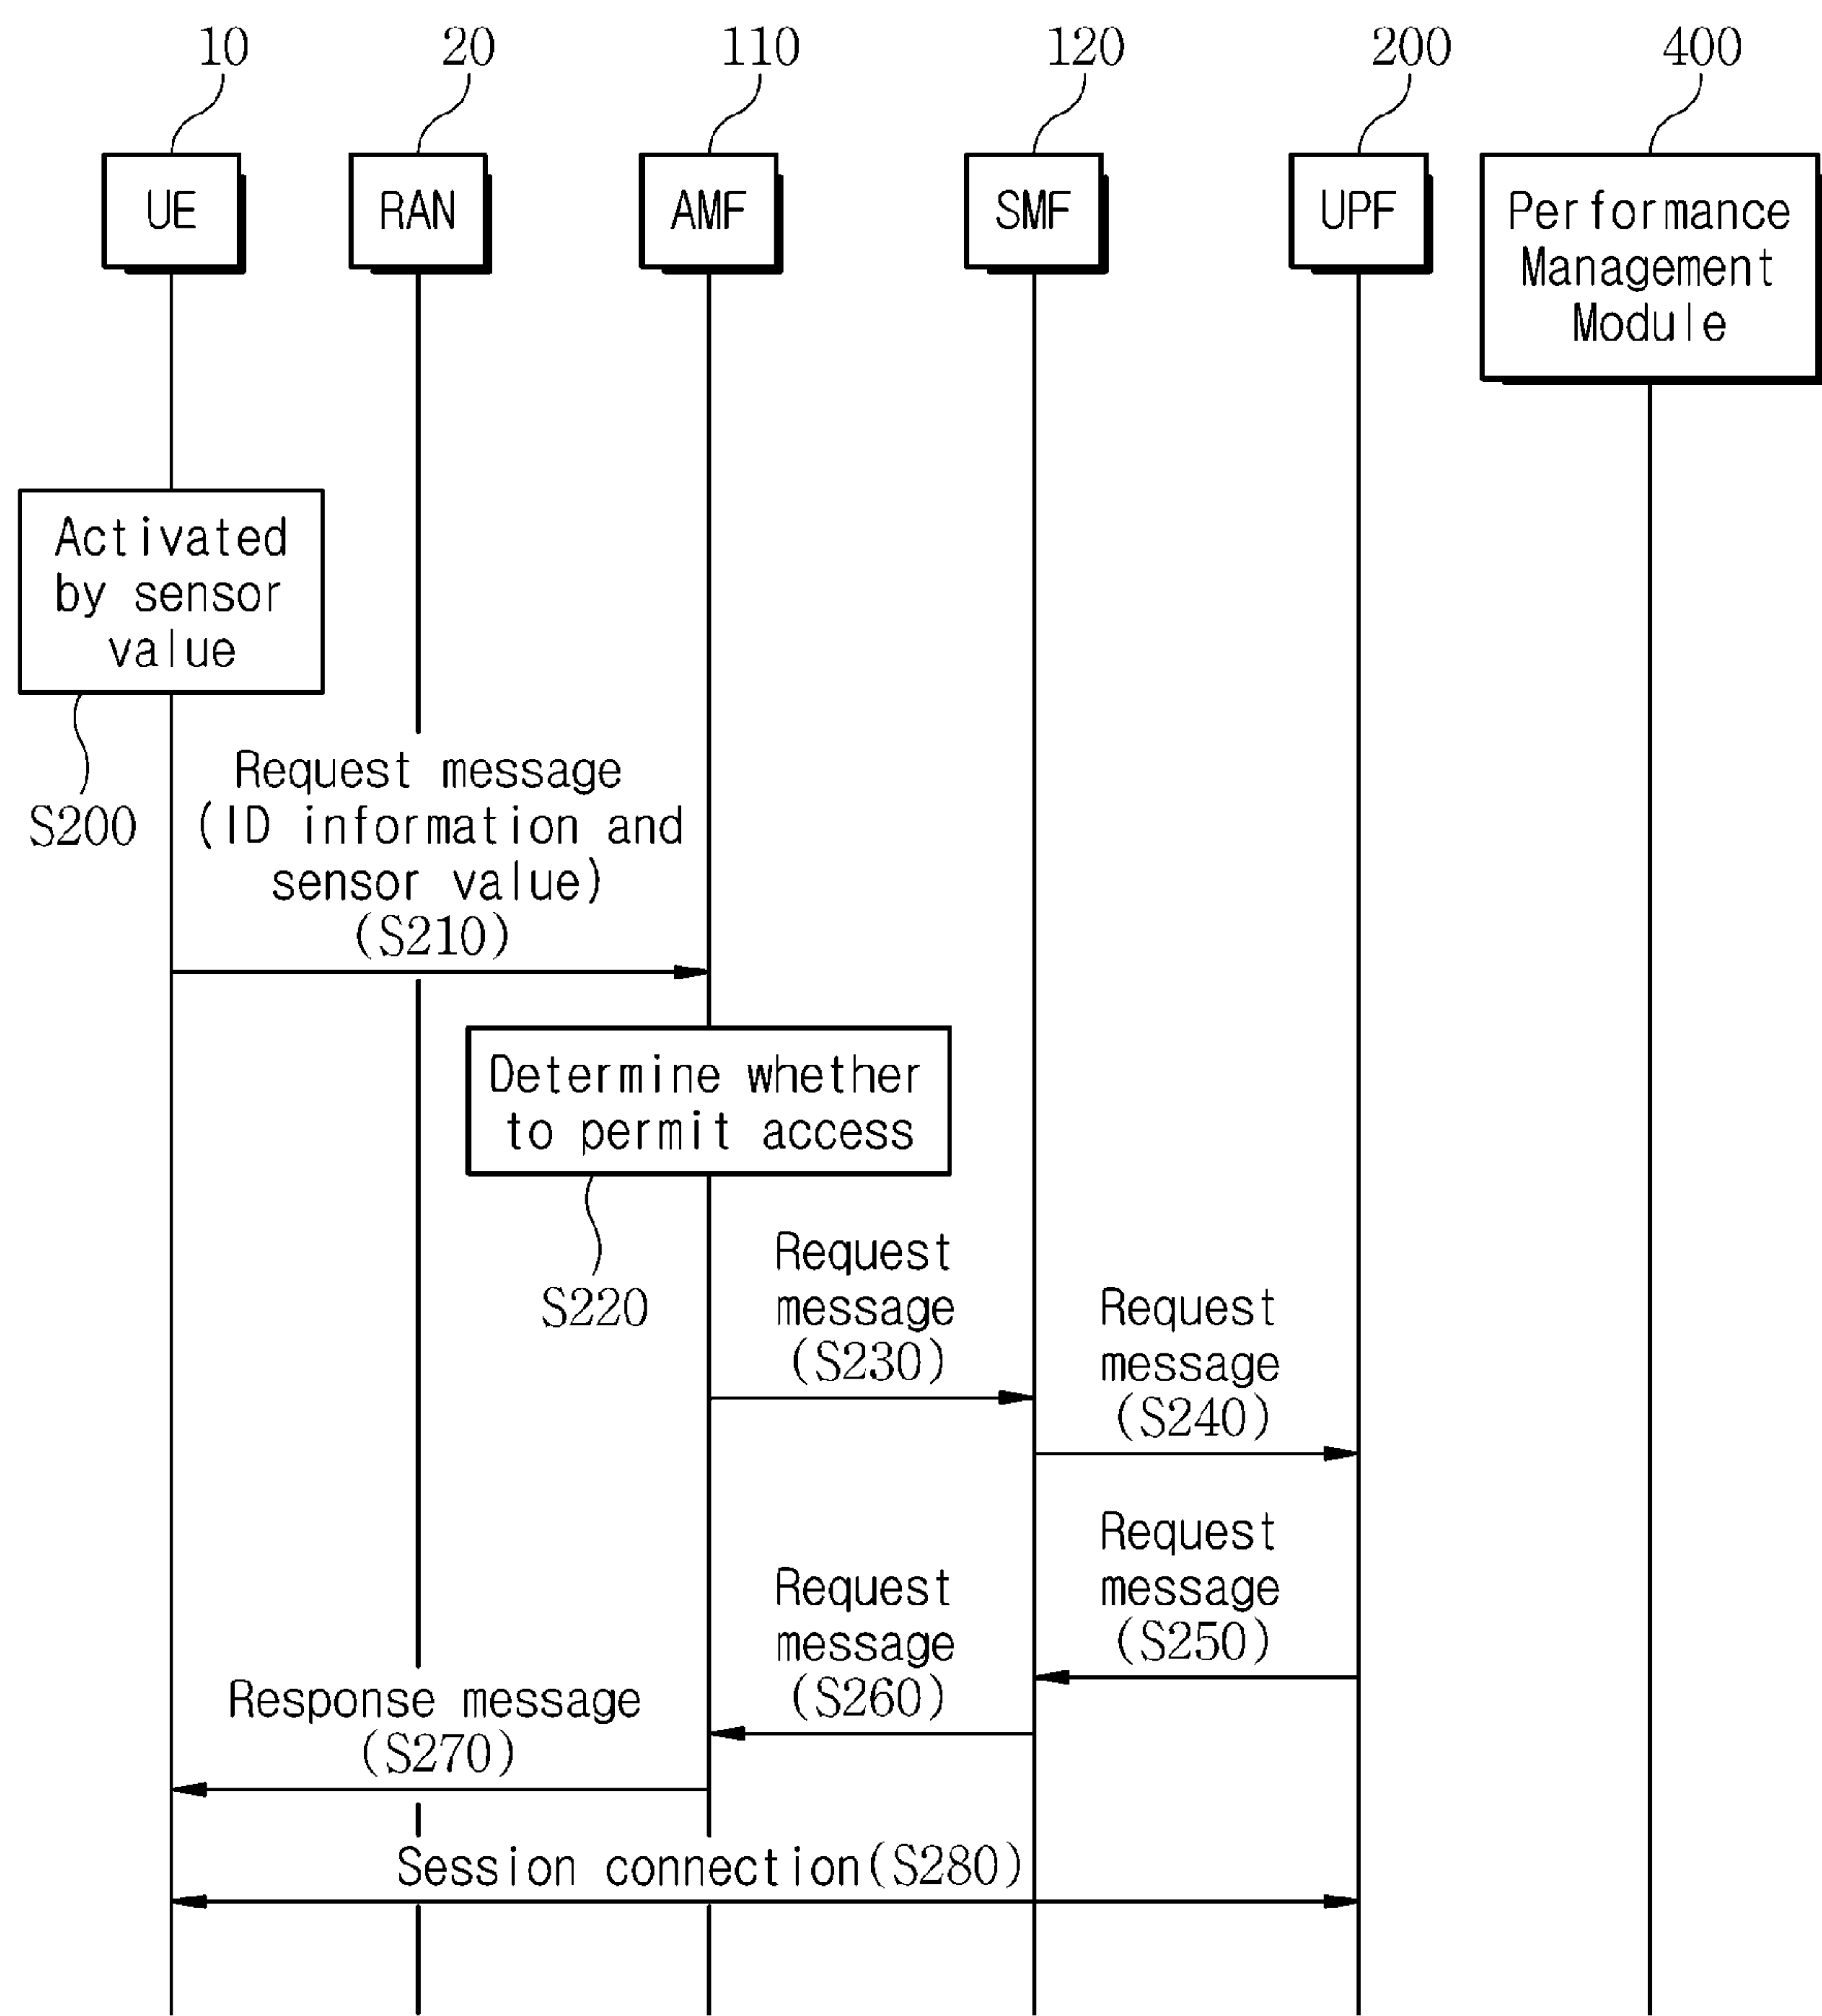 10
20
110
120
200
400
UE
RAN
AMF
SMF
UPF
Performance
Management
Module
Activated
by sensor
value
S200
Request message
(ID information and
sensor value)
(S210)
Determine whether
to permit access
S220
Request
message
(S230)
Request
message
(S240)
Request
message
(S250)
Request
message
(S260)
Response message
(S270)
Session connection(S280)